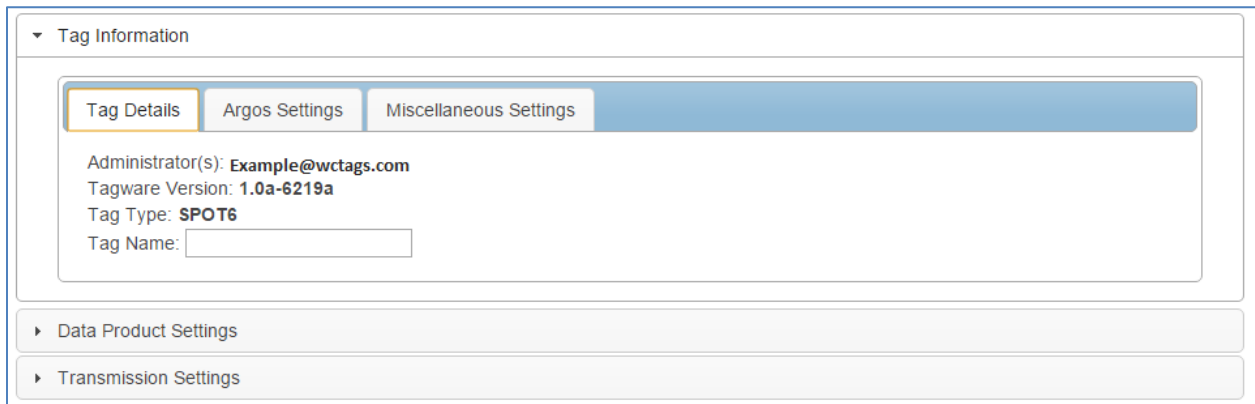 Tag Information
Tag Details Argos Settings Miscellaneous Settings
Administrator(s): Example@wctags.com
Tagware Version: 1.0a-6219a
Tag Type: SPOT6
Tag Name:
Data Product Settings
Transmission Settings